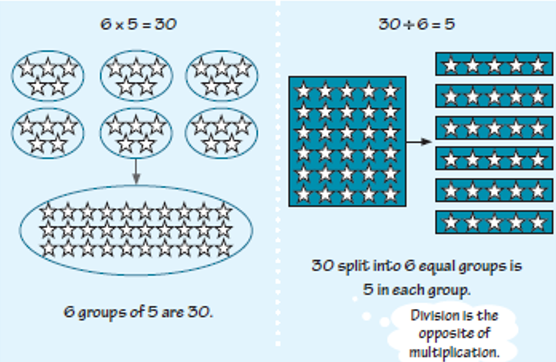 6 x 5 = 30
6 groups of 5 are 30.
30 ÷ 6 = 5
30 split into 6 equal groups is
5 in each group.
Division is the
opposite of
multiplication.